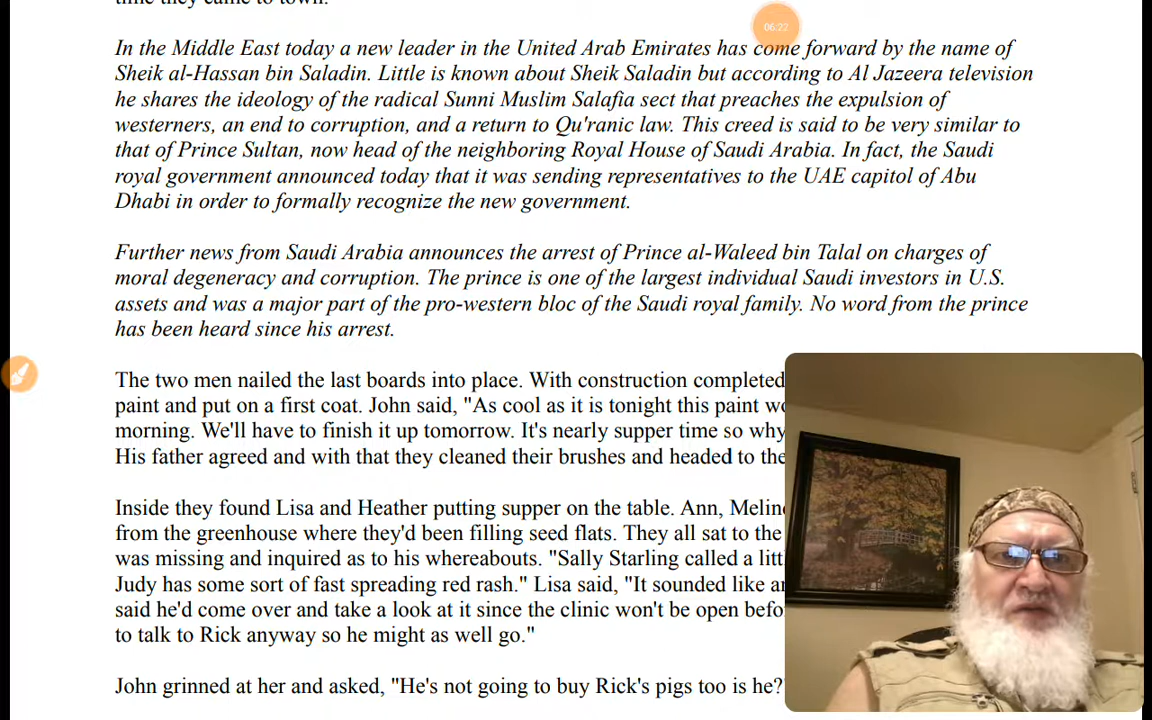 time they came to town.
06:22
In the Middle East today a new leader in the United Arab Emirates has come forward by the name of
Sheik al-Hassan bin Saladin. Little is known about Sheik Saladin but according to Al Jazeera television
he shares the ideology of the radical Sunni Muslim Salafia sect that preaches the expulsion of
westerners, an end to corruption, and a return to Qu'ranic law. This creed is said to be very similar to
that of Prince Sultan, now head of the neighboring Royal House of Saudi Arabia. In fact, the Saudi
royal government announced today that it was sending representatives to the UAE capitol of Abu
Dhabi in order to formally recognize the new government.
Further news from Saudi Arabia announces the arrest of Prince al-Waleed bin Talal on charges of
moral degeneracy and corruption. The prince is one of the largest individual Saudi investors in U.S.
assets and was a major part of the pro-western bloc of the Saudi royal family. No word from the prince
has been heard since his arrest.
The two men nailed the last boards into place. With construction completed
paint and put on a first coat. John said, "As cool as it is tonight this paint
morning. We'll have to finish it up tomorrow. It's nearly supper time so why
His father agreed and with that they cleaned their brushes and headed to the
Inside they found Lisa and Heather putting supper on the table. Ann,
from the greenhouse where they'd been filling seed flats. They all sat to the
was missing and inquired as to his whereabouts. "Sally Starling called a
Judy has some sort of fast spreading red rash." Lisa said, "It sounded like
said he'd come over and take a look at it since the clinic won't be open
to talk to Rick anyway so he might as well go."
John grinned at her and asked, "He's not going to buy Rick's pigs too is he?